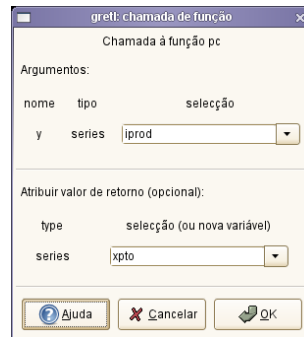 gretl: chamada de função
Chamada à função pc
Argumentos:
nome tipo selecção
y series iprod
Atribuir valor de retorno (opcional):
type selecção (ou nova variável)
series xpto
Ajuda Cancelar OK